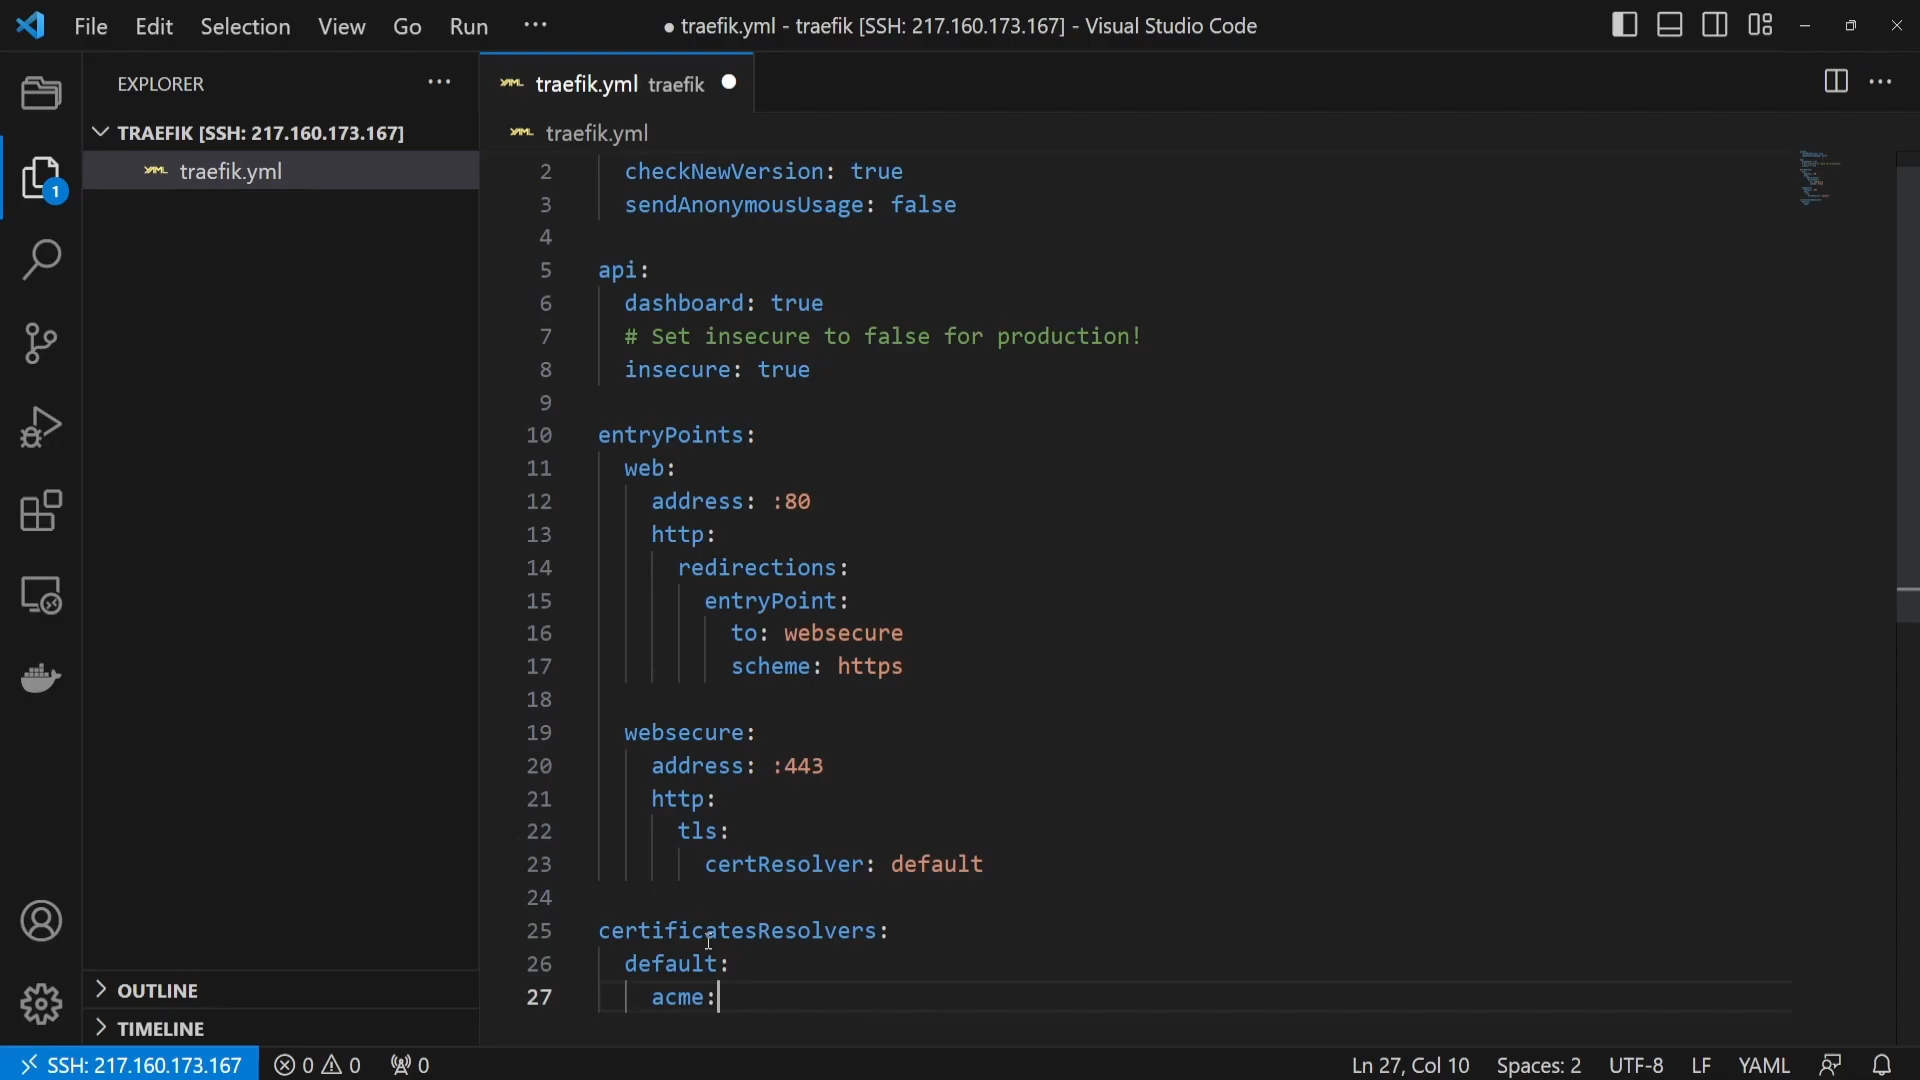 File Edit Selection View Go Run ···
● traefik.yml - traefik [SSH: 217.160.173.167] - Visual Studio Code
EXPLORER
TRAEFIK [SSH: 217.160.173.167]
YAML traefik.yml
1
OUTLINE
TIMELINE
YAML traefik.yml traefik
YAML traefik.yml
2 checkNewVersion: true
3 sendAnonymousUsage: false
4
5 api:
6 dashboard: true
7 # Set insecure to false for production!
8 insecure: true
9
10 entryPoints:
11 web:
12 address: :80
13 http:
14 redirections:
15 entryPoint:
16 to: websecure
17 scheme: https
18
19 websecure:
20 address: :443
21 http:
22 tls:
23 certResolver: default
24
25 certificatesResolvers:
26 default:
27 acme:
SSH: 217.160.173.167 0 0 0 Ln 27, Col 10 Spaces: 2 UTF-8 LF YAML